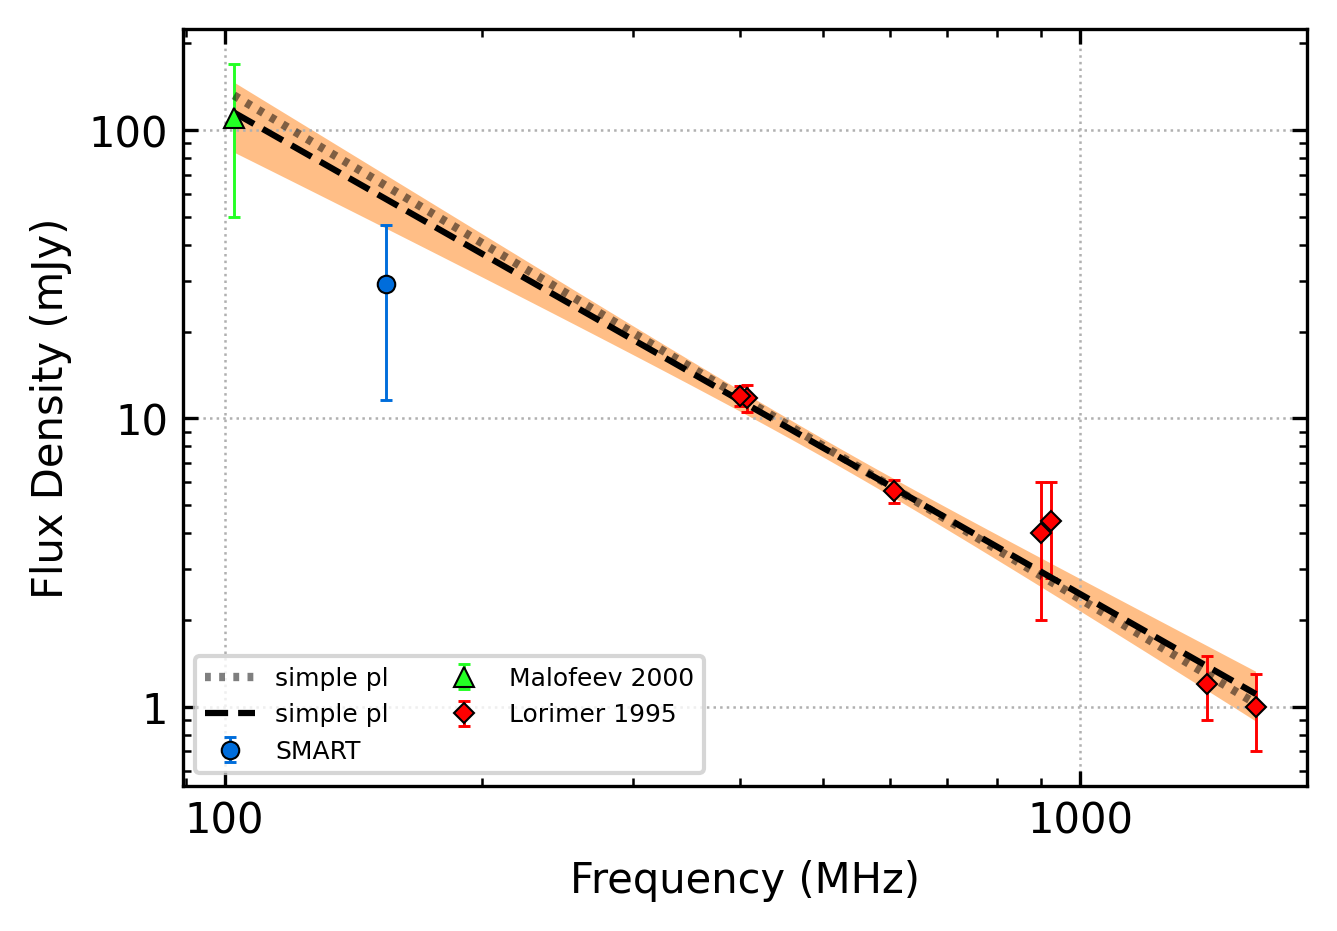 100
10
1
Flux Density (mJy)
simple pl
simple pl
SMART
Malofeev 2000
Lorimer 1995
100
1000
Frequency (MHz)